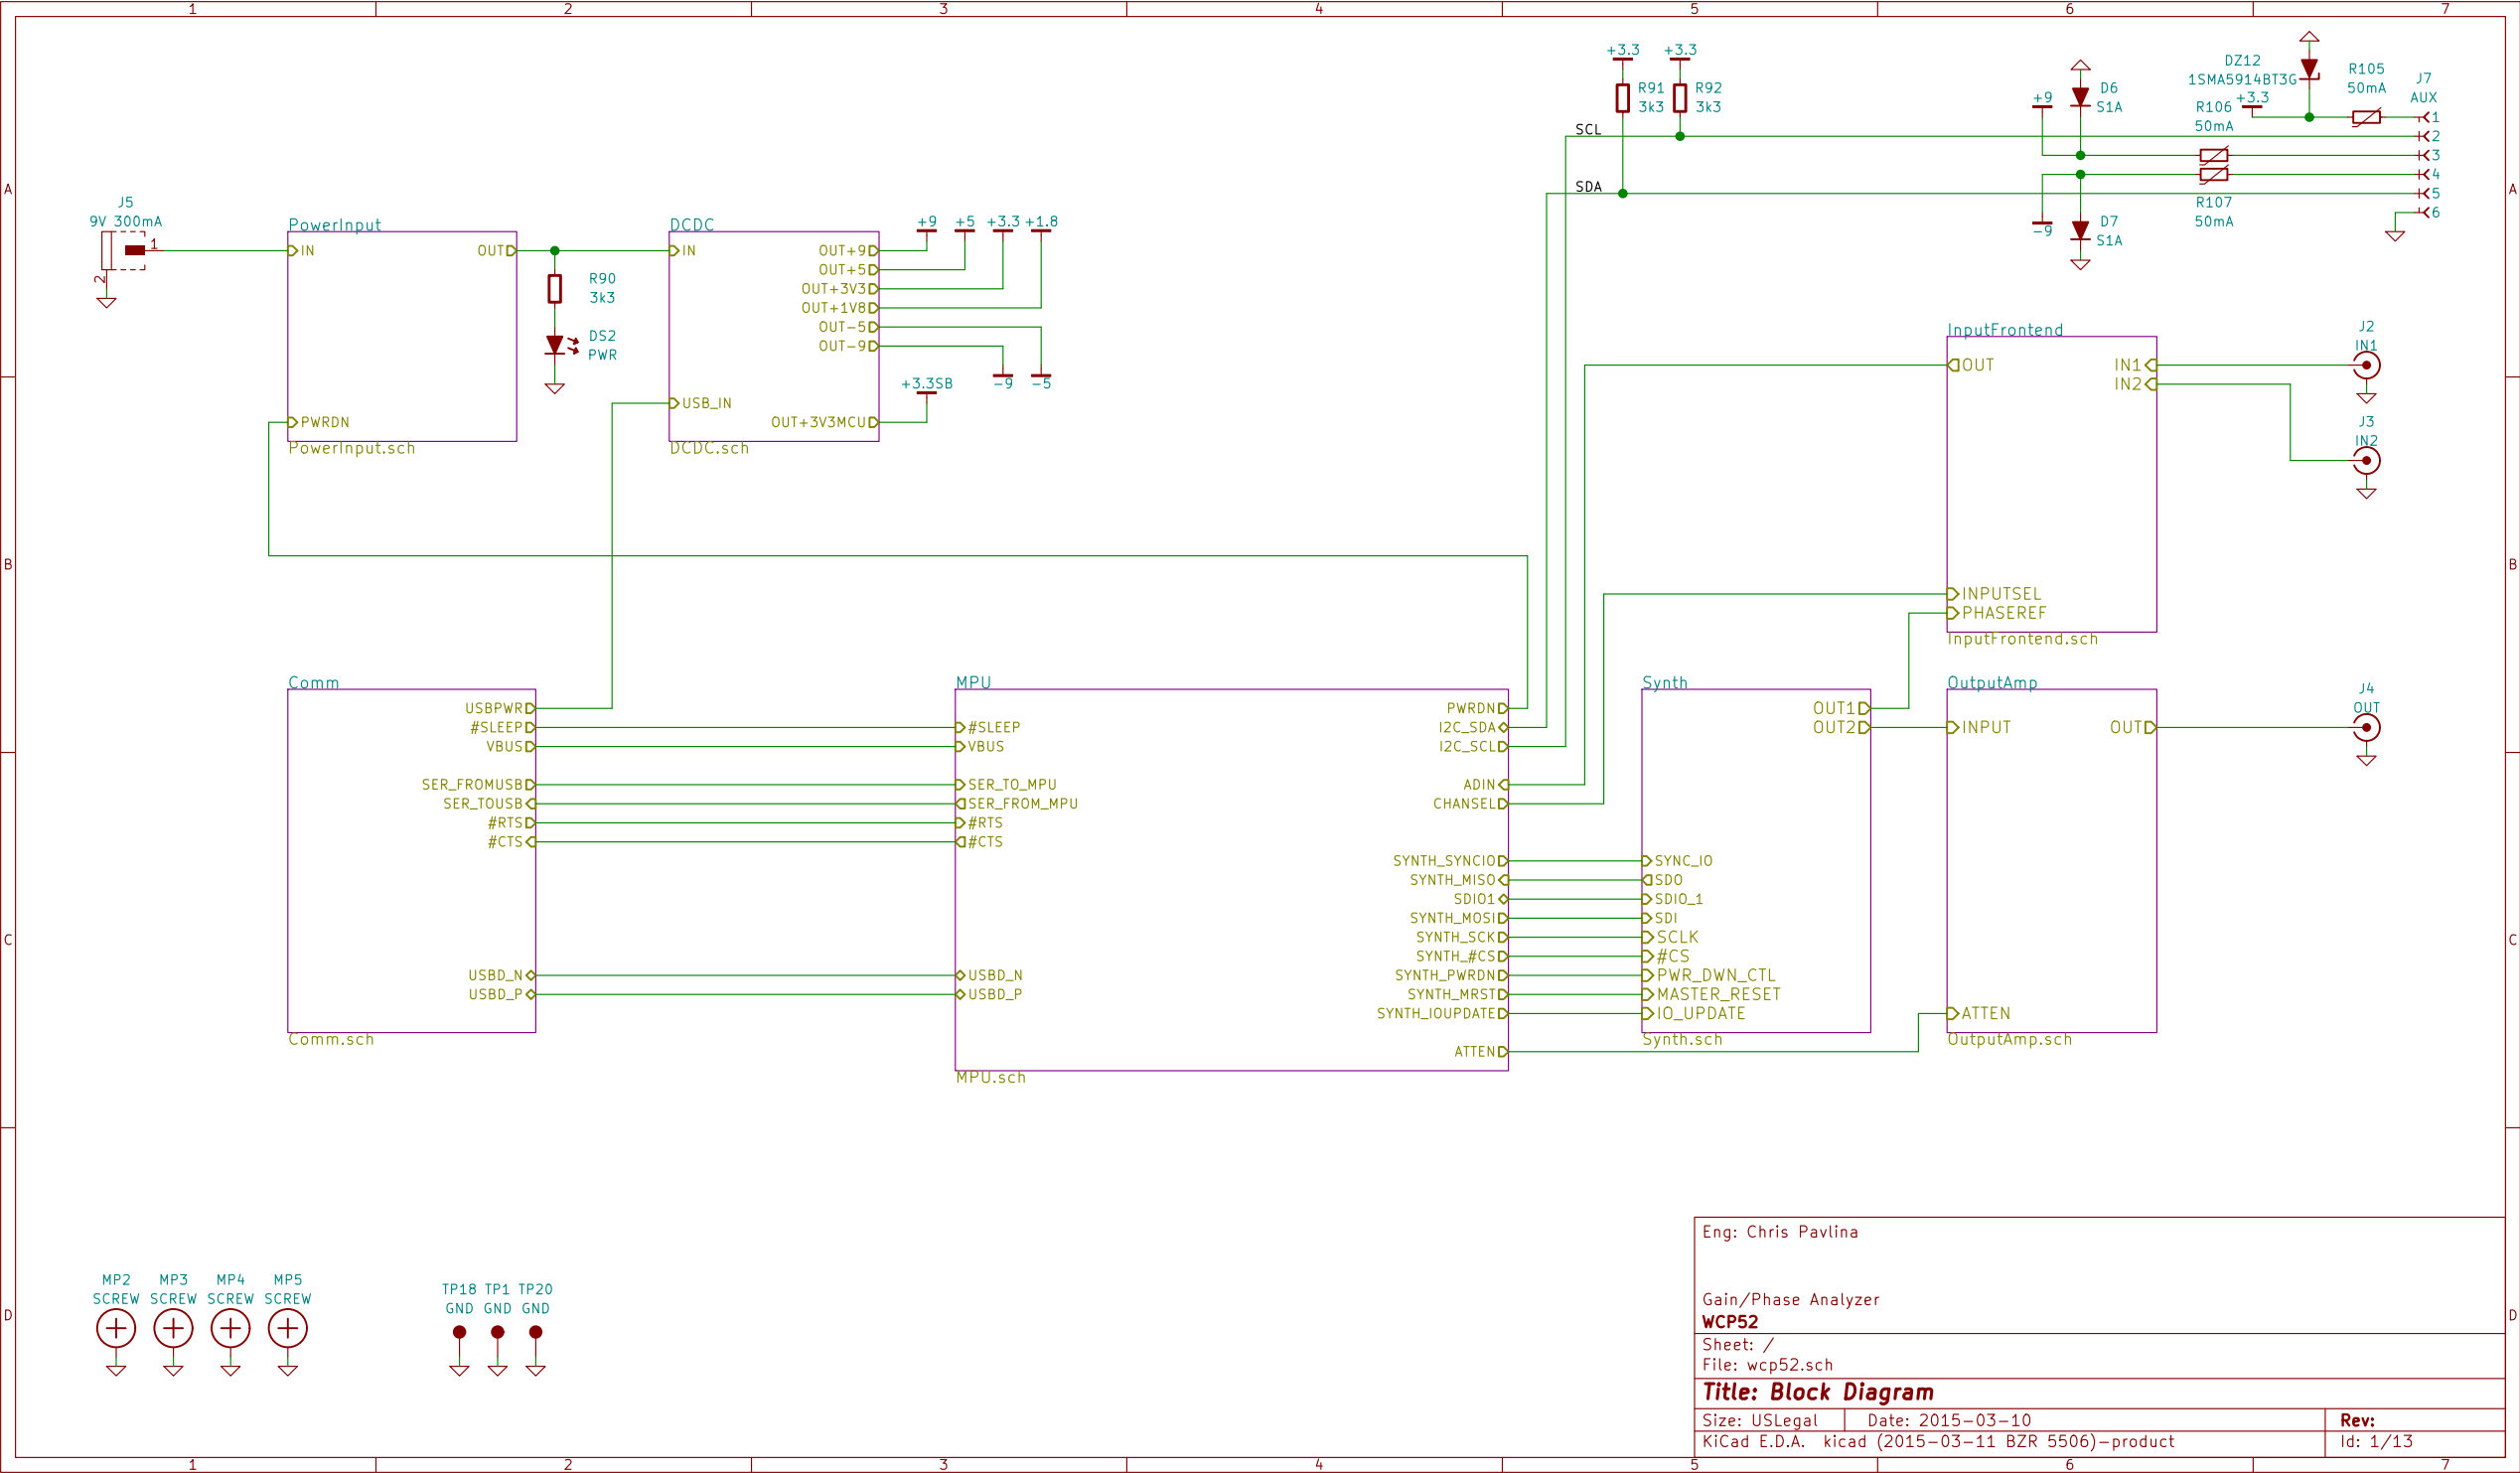 1 2 3 4 5 6 7
A
B
C
D
A
B
C
D
J5
9V 300mA
1
2
PowerInput
IN
OUT
PWRDN
PowerInput.sch
R90
3k3
DS2
PWR
DCDC
IN
USB_IN
OUT+9
OUT+5
OUT+3V3
OUT+1V8
OUT-5
OUT-9
OUT+3V3MCU
DCDC.sch
+9
+5
+3.3
+1.8
-9
-5
+3.3SB
+3.3
+3.3
R91
3k3
R92
3k3
SCL
SDA
+9
D6
S1A
-9
D7
S1A
DZ12
1SMA5914BT3G
R106
50mA
+3.3
R105
50mA
R107
50mA
J7
AUX
1
2
3
4
5
6
InputFrontend
OUT
IN1
IN2
INPUTSEL
PHASEREF
InputFrontend.sch
J2
IN1
J3
IN2
Comm
USBPWR
#SLEEP
VBUS
SER_FROMUSB
SER_TOUSB
#RTS
#CTS
USBD_N
USBD_P
Comm.sch
MPU
#SLEEP
VBUS
SER_TO_MPU
SER_FROM_MPU
#RTS
#CTS
USBD_N
USBD_P
PWRDN
I2C_SDA
I2C_SCL
ADIN
CHANSEL
SYNTH_SYNCIO
SYNTH_MISO
SDIO1
SYNTH_MOSI
SYNTH_SCK
SYNTH_#CS
SYNTH_PWRDN
SYNTH_MRST
SYNTH_IOUPDATE
ATTEN
MPU.sch
Synth
OUT1
OUT2
SYNC_IO
SDO
SDIO_1
SDI
SCLK
#CS
PWR_DWN_CTL
MASTER_RESET
IO_UPDATE
Synth.sch
OutputAmp
INPUT
OUT
ATTEN
OutputAmp.sch
J4
OUT
MP2
SCREW
MP3
SCREW
MP4
SCREW
MP5
SCREW
TP18
GND
TP1
GND
TP20
GND
Eng: Chris Pavlina
Gain/Phase Analyzer
WCP52
Sheet: /
File: wcp52.sch
Title: Block Diagram
Size: USLegal
Date: 2015-03-10
Rev:
KiCad E.D.A. kicad (2015-03-11 BZR 5506)-product
Id: 1/13
1 2 3 4 5 6 7